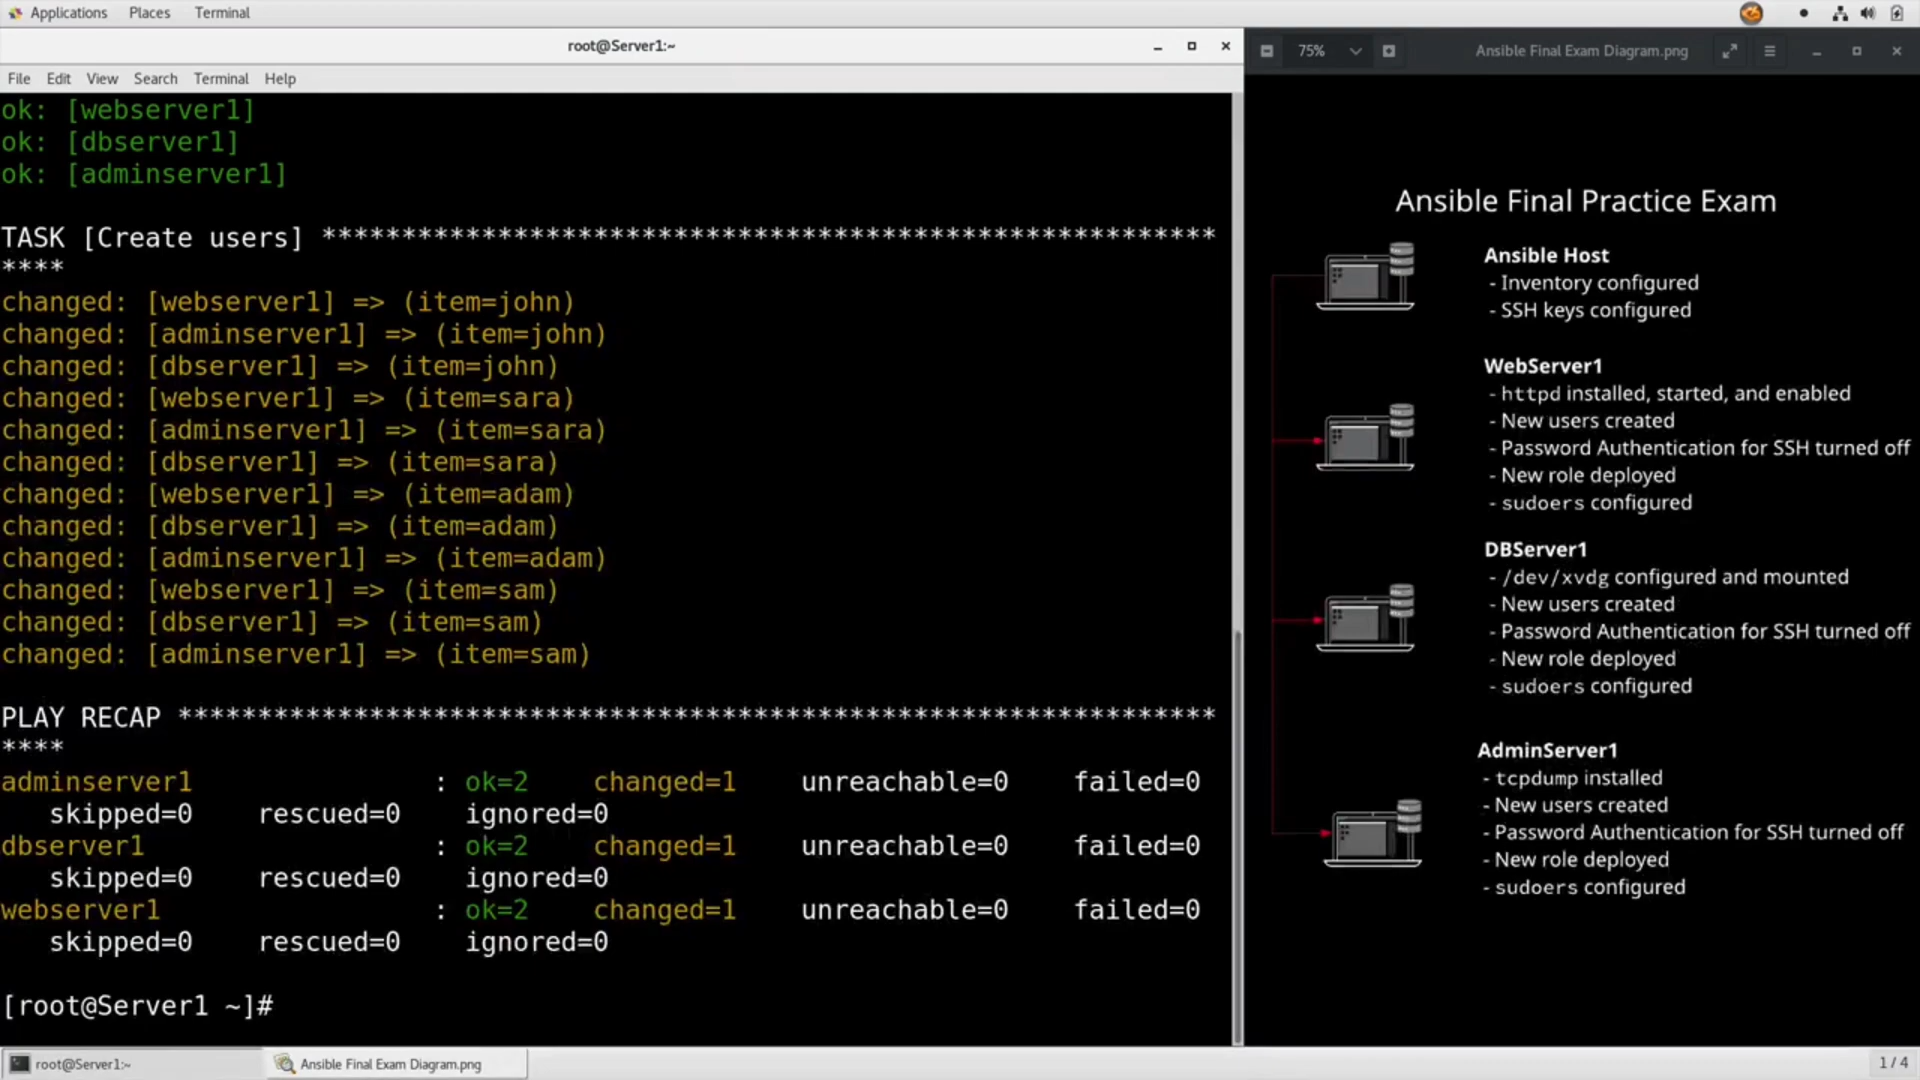 Applications Places Terminal
root@Server1:~
File Edit View Search Terminal Help
ok: [webserver1]
ok: [dbserver1]
ok: [adminserver1]
TASK [Create users] ********************************************************
****
changed: [webserver1] => (item=john)
changed: [adminserver1] => (item=john)
changed: [dbserver1] => (item=john)
changed: [webserver1] => (item=sara)
changed: [adminserver1] => (item=sara)
changed: [dbserver1] => (item=sara)
changed: [webserver1] => (item=adam)
changed: [dbserver1] => (item=adam)
changed: [adminserver1] => (item=adam)
changed: [webserver1] => (item=sam)
changed: [dbserver1] => (item=sam)
changed: [adminserver1] => (item=sam)
PLAY RECAP *****************************************************************
****
adminserver1 : ok=2 changed=1 unreachable=0 failed=0
skipped=0 rescued=0 ignored=0
dbserver1 : ok=2 changed=1 unreachable=0 failed=0
skipped=0 rescued=0 ignored=0
webserver1 : ok=2 changed=1 unreachable=0 failed=0
skipped=0 rescued=0 ignored=0
[root@Server1 ~]#
75% Ansible Final Exam Diagram.png
Ansible Final Practice Exam
Ansible Host
- Inventory configured
- SSH keys configured
WebServer1
- httpd installed, started, and enabled
- New users created
- Password Authentication for SSH turned off
- New role deployed
- sudoers configured
DBServer1
- /dev/xvdg configured and mounted
- New users created
- Password Authentication for SSH turned off
- New role deployed
- sudoers configured
AdminServer1
- tcpdump installed
- New users created
- Password Authentication for SSH turned off
- New role deployed
- sudoers configured
root@Server1:~ Ansible Final Exam Diagram.png 1 / 4